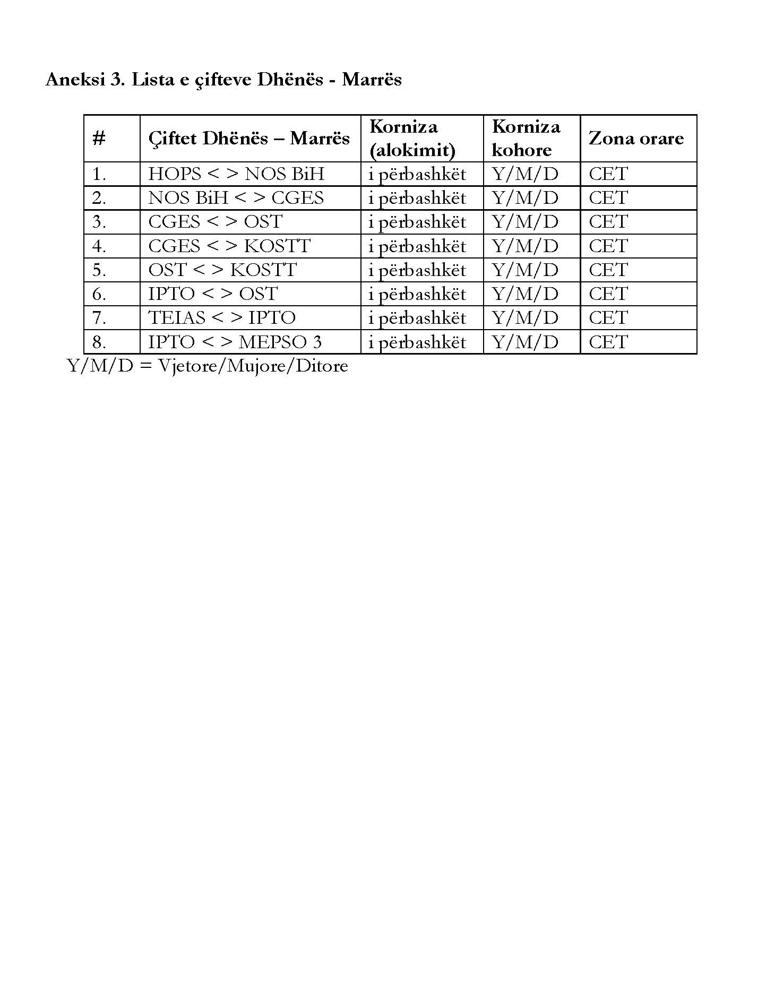 Aneksi 3. Lista e çifteve Dhënës - Marrës
# Çiftet Dhënës – Marrës Korniza (alokimit) Korniza kohore Zona orare
1. HOPS < > NOS BiH i përbashkët Y/M/D CET
2. NOS BiH < > CGES i përbashkët Y/M/D CET
3. CGES < > OST i përbashkët Y/M/D CET
4. CGES < > KOSTT i përbashkët Y/M/D CET
5. OST < > KOSTT i përbashkët Y/M/D CET
6. IPTO < > OST i përbashkët Y/M/D CET
7. TEIAS < > IPTO i përbashkët Y/M/D CET
8. IPTO < > MEPSO 3 i përbashkët Y/M/D CET
Y/M/D = Vjetore/Mujore/Ditore